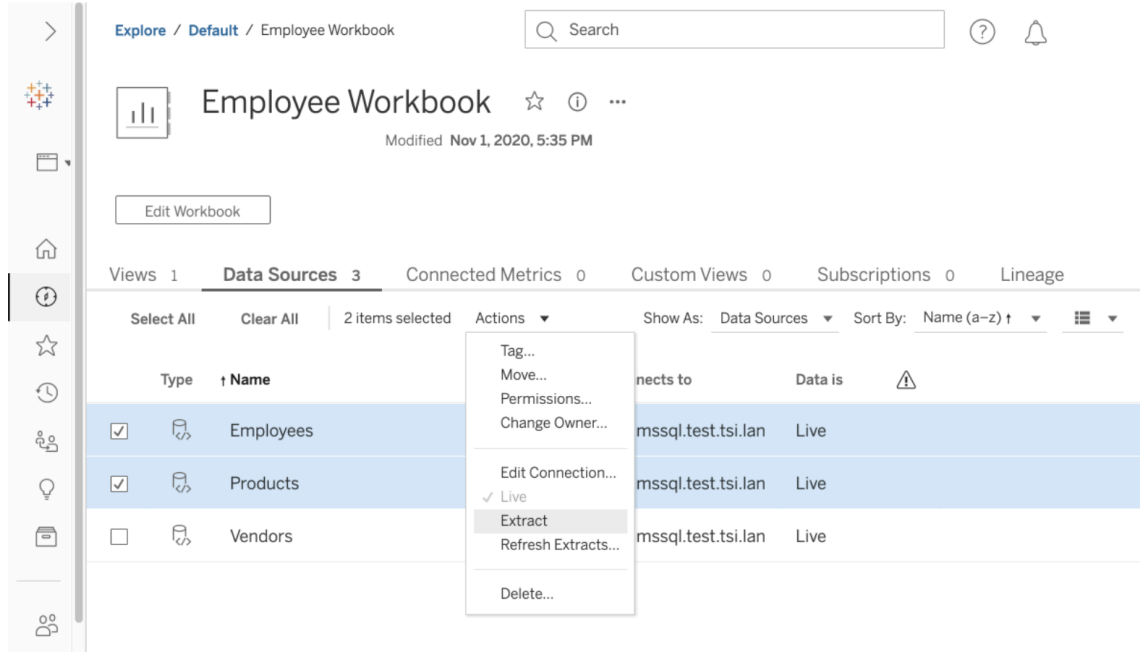 Explore / Default / Employee Workbook
Search
?
Employee Workbook
Modified Nov 1, 2020, 5:35 PM
Edit Workbook
Views 1 Data Sources 3 Connected Metrics 0 Custom Views 0 Subscriptions 0 Lineage
Select All Clear All 2 items selected Actions ▼ Show As: Data Sources ▼ Sort By: Name (a–z) ↑ ▼
Tag...
Move...
Type ↑ Name nects to Data is
Permissions...
Change Owner...
Employees mssql.test.tsi.lan Live
Edit Connection...
Products mssql.test.tsi.lan Live
✓ Live
Extract
Vendors mssql.test.tsi.lan Live
Refresh Extracts...
Delete...